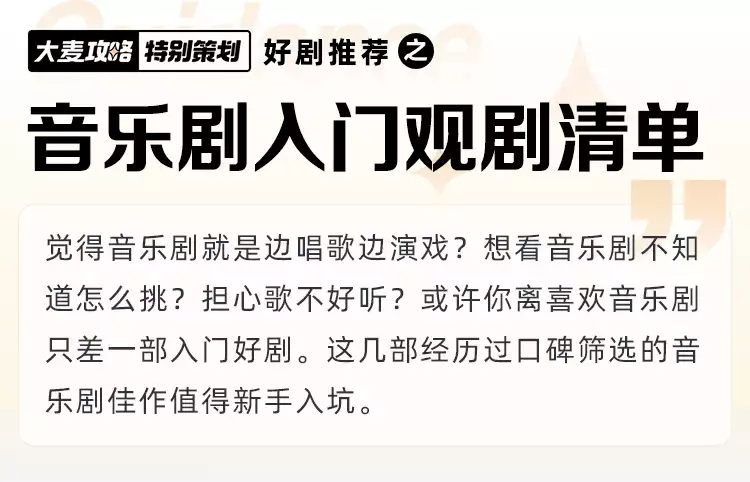 大麦攻略 特别策划 好剧推荐之
音乐剧入门观剧清单
觉得音乐剧就是边唱歌边演戏？想看音乐剧不知
道怎么挑？担心歌不好听？或许你离喜欢音乐剧
只差一部入门好剧。这几部经历过口碑筛选的音
乐剧佳作值得新手入坑。